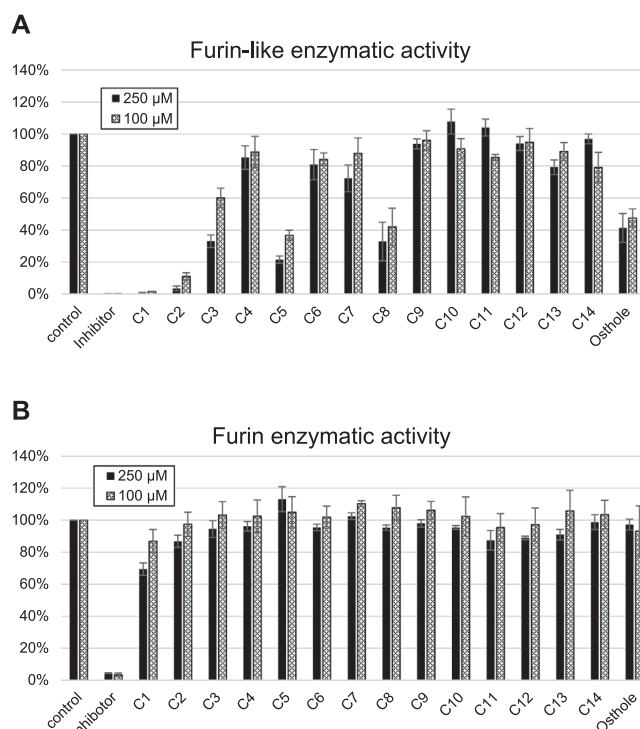 A
Furin-like enzymatic activity
140%
120%
100%
80%
60%
40%
20%
0%
250 µM
100 µM
control
Inhibitor
C1
C2
C3
C4
C5
C6
C7
C8
C9
C10
C11
C12
C13
C14
Osthole
B
Furin enzymatic activity
140%
120%
100%
80%
60%
40%
20%
0%
250 µM
100 µM
control
Inhibotor
C1
C2
C3
C4
C5
C6
C7
C8
C9
C10
C11
C12
C13
C14
Osthole